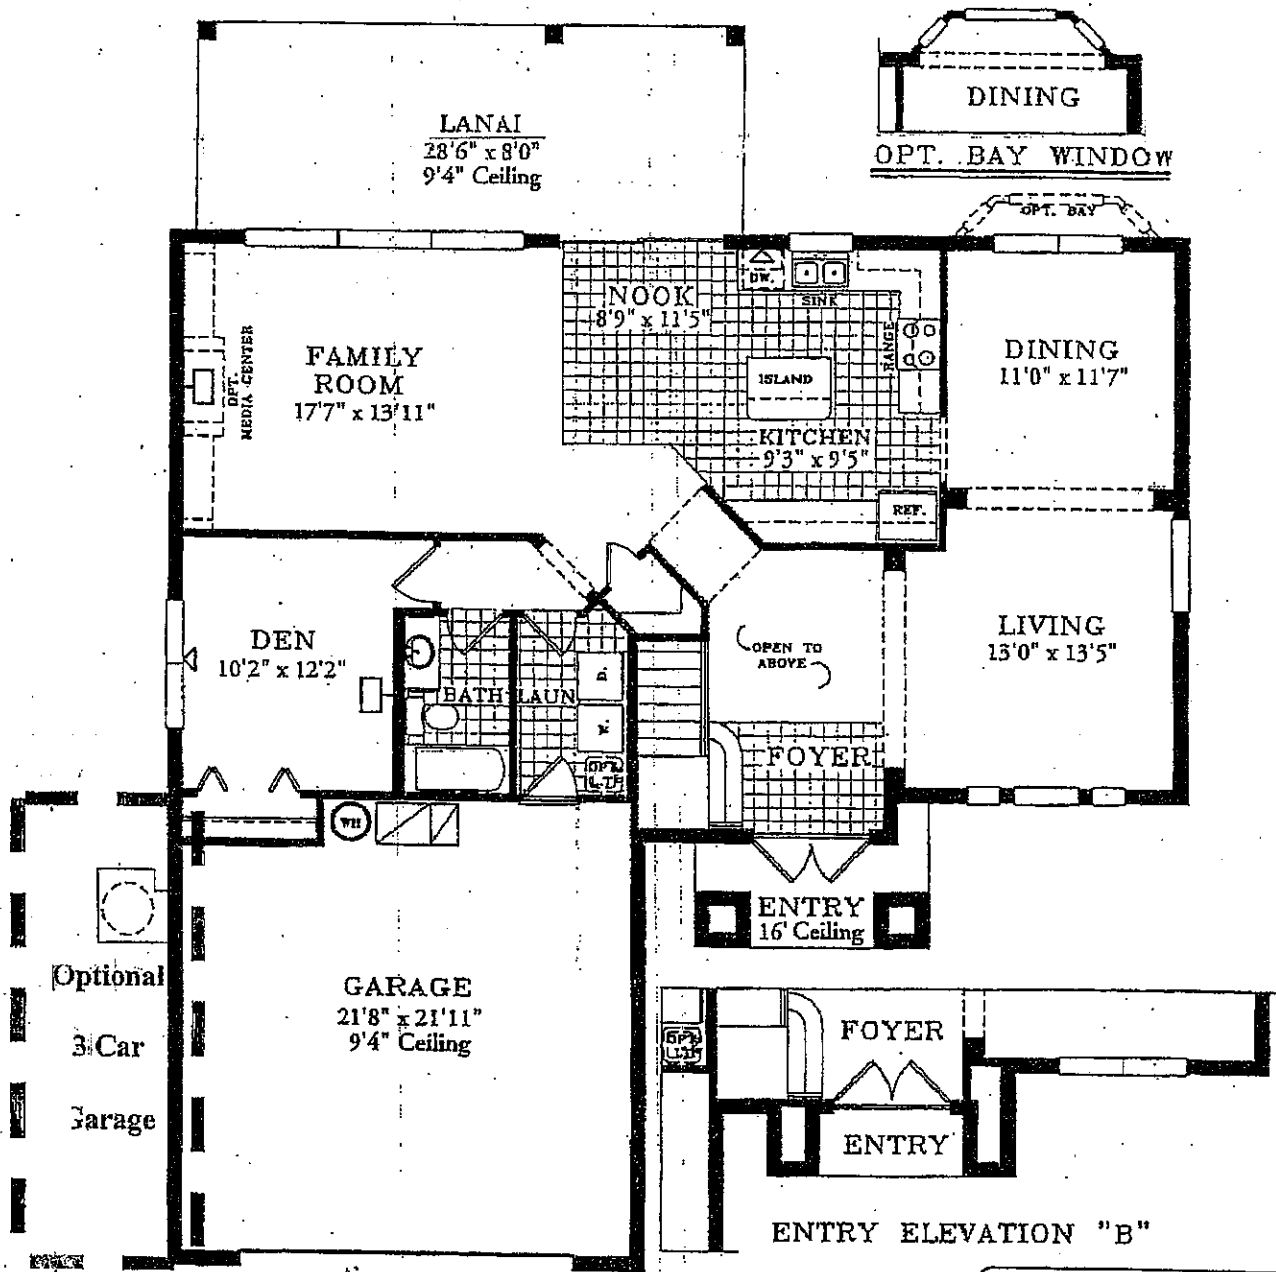 LANAI
28'6" x 8'0"
9'4" Ceiling
DINING
OPT. BAY WINDOW
OPT. BAY
DW.
SINK
NOOK
8'9" x 11'5"
RANGE
FAMILY
ROOM
17'7" x 13'11"
OPT.
MEDIA CENTER
ISLAND
DINING
11'0" x 11'7"
KITCHEN
9'3" x 9'5"
REF.
DEN
10'2" x 12'2"
LIVING
13'0" x 13'5"
OPEN TO
ABOVE
D.
BATH
LAUN
W.
FOYER
OPT.
L.T.
WH
ENTRY
16' Ceiling
Optional
3 Car
Garage
GARAGE
21'8" x 21'11"
9'4" Ceiling
FOYER
OPT.
ENTRY
ENTRY ELEVATION "B"